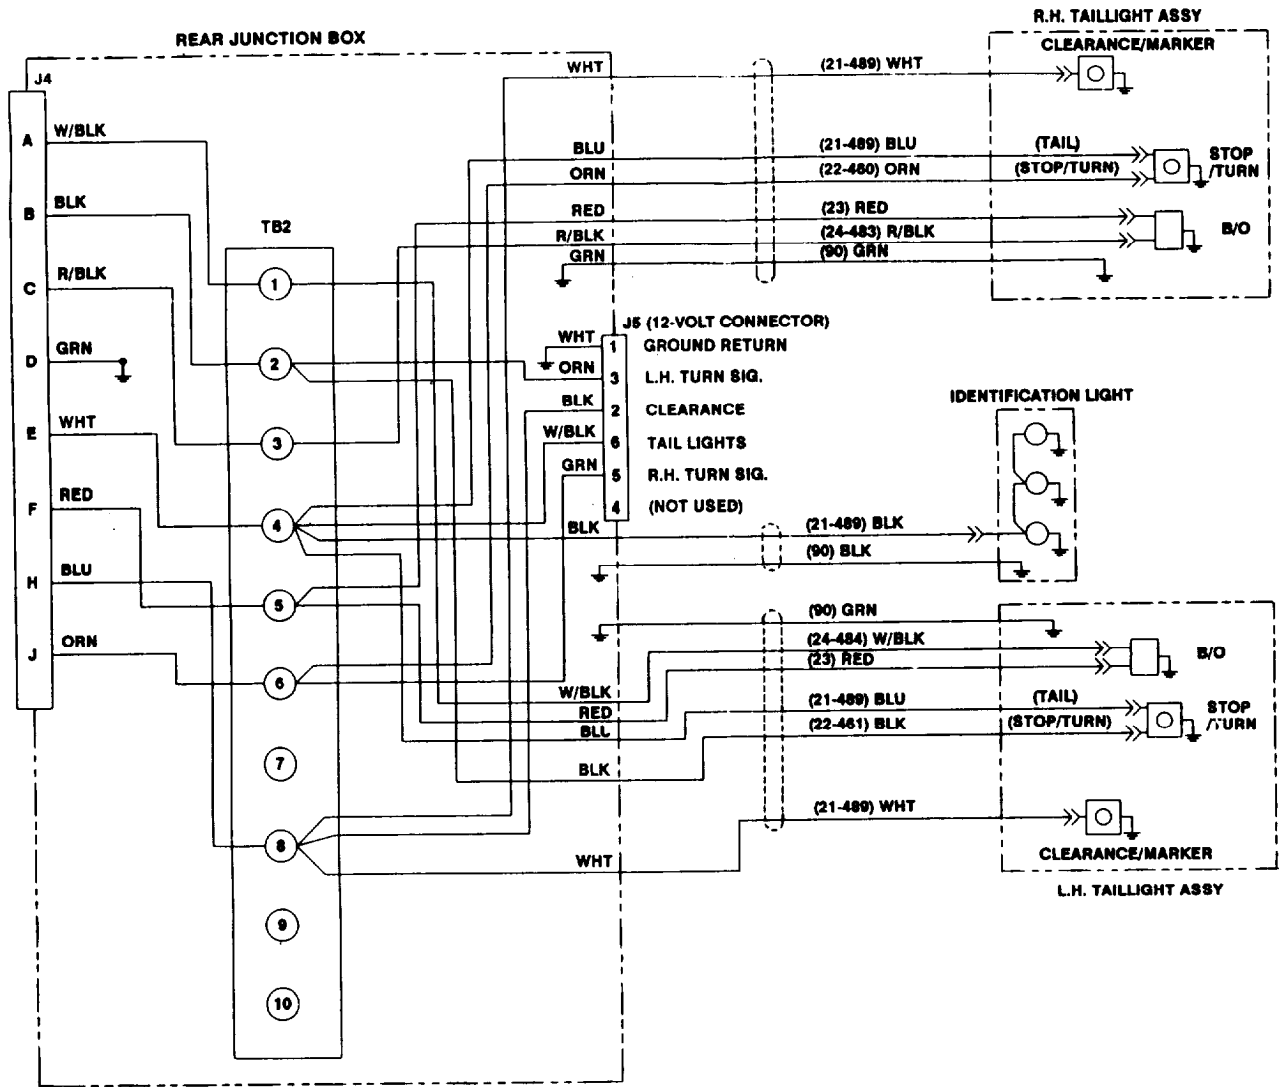 R.H. TAILLIGHT ASSY
REAR JUNCTION BOX
CLEARANCE/MARKER
J4
WHT
(21-489) WHT
A
W/BLK
BLU
(21-489) BLU
(TAIL)
STOP
/TURN
ORN
(22-460) ORN
(STOP/TURN)
B
BLK
RED
(23) RED
TB2
B/O
R/BLK
(24-483) R/BLK
GRN
(90) GRN
C
R/BLK
1
J5 (12-VOLT CONNECTOR)
WHT
1
GROUND RETURN
D
GRN
2
ORN
3
L.H. TURN SIG.
BLK
2
CLEARANCE
IDENTIFICATION LIGHT
E
WHT
3
W/BLK
6
TAIL LIGHTS
GRN
5
R.H. TURN SIG.
F
RED
4
(NOT USED)
4
BLK
(21-489) BLK
(90) BLK
H
BLU
5
(90) GRN
J
ORN
(24-484) W/BLK
B/O
(23) RED
6
W/BLK
(21-489) BLU
(TAIL)
STOP
/TURN
RED
(22-461) BLK
(STOP/TURN)
BLU
7
BLK
(21-489) WHT
8
WHT
CLEARANCE/MARKER
L.H. TAILLIGHT ASSY
9
10